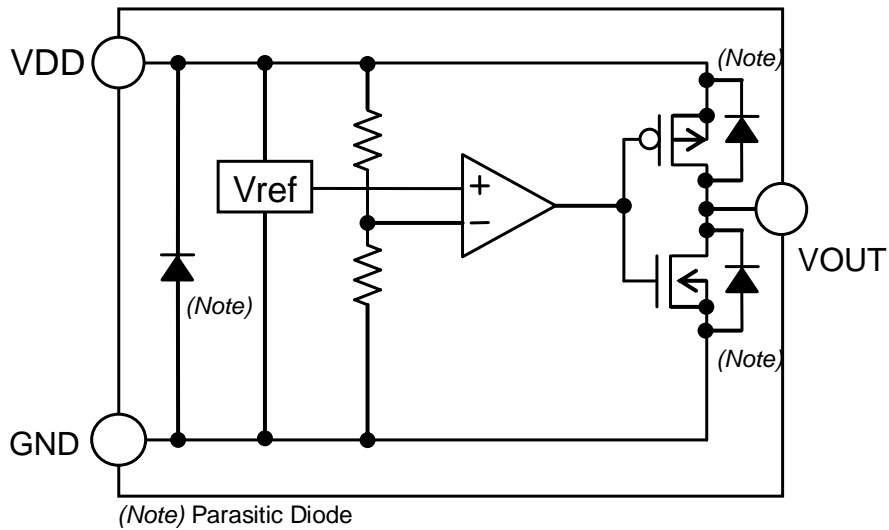 VDD
(Note)
Vref
+
−
VOUT
(Note)
(Note)
GND
(Note) Parasitic Diode